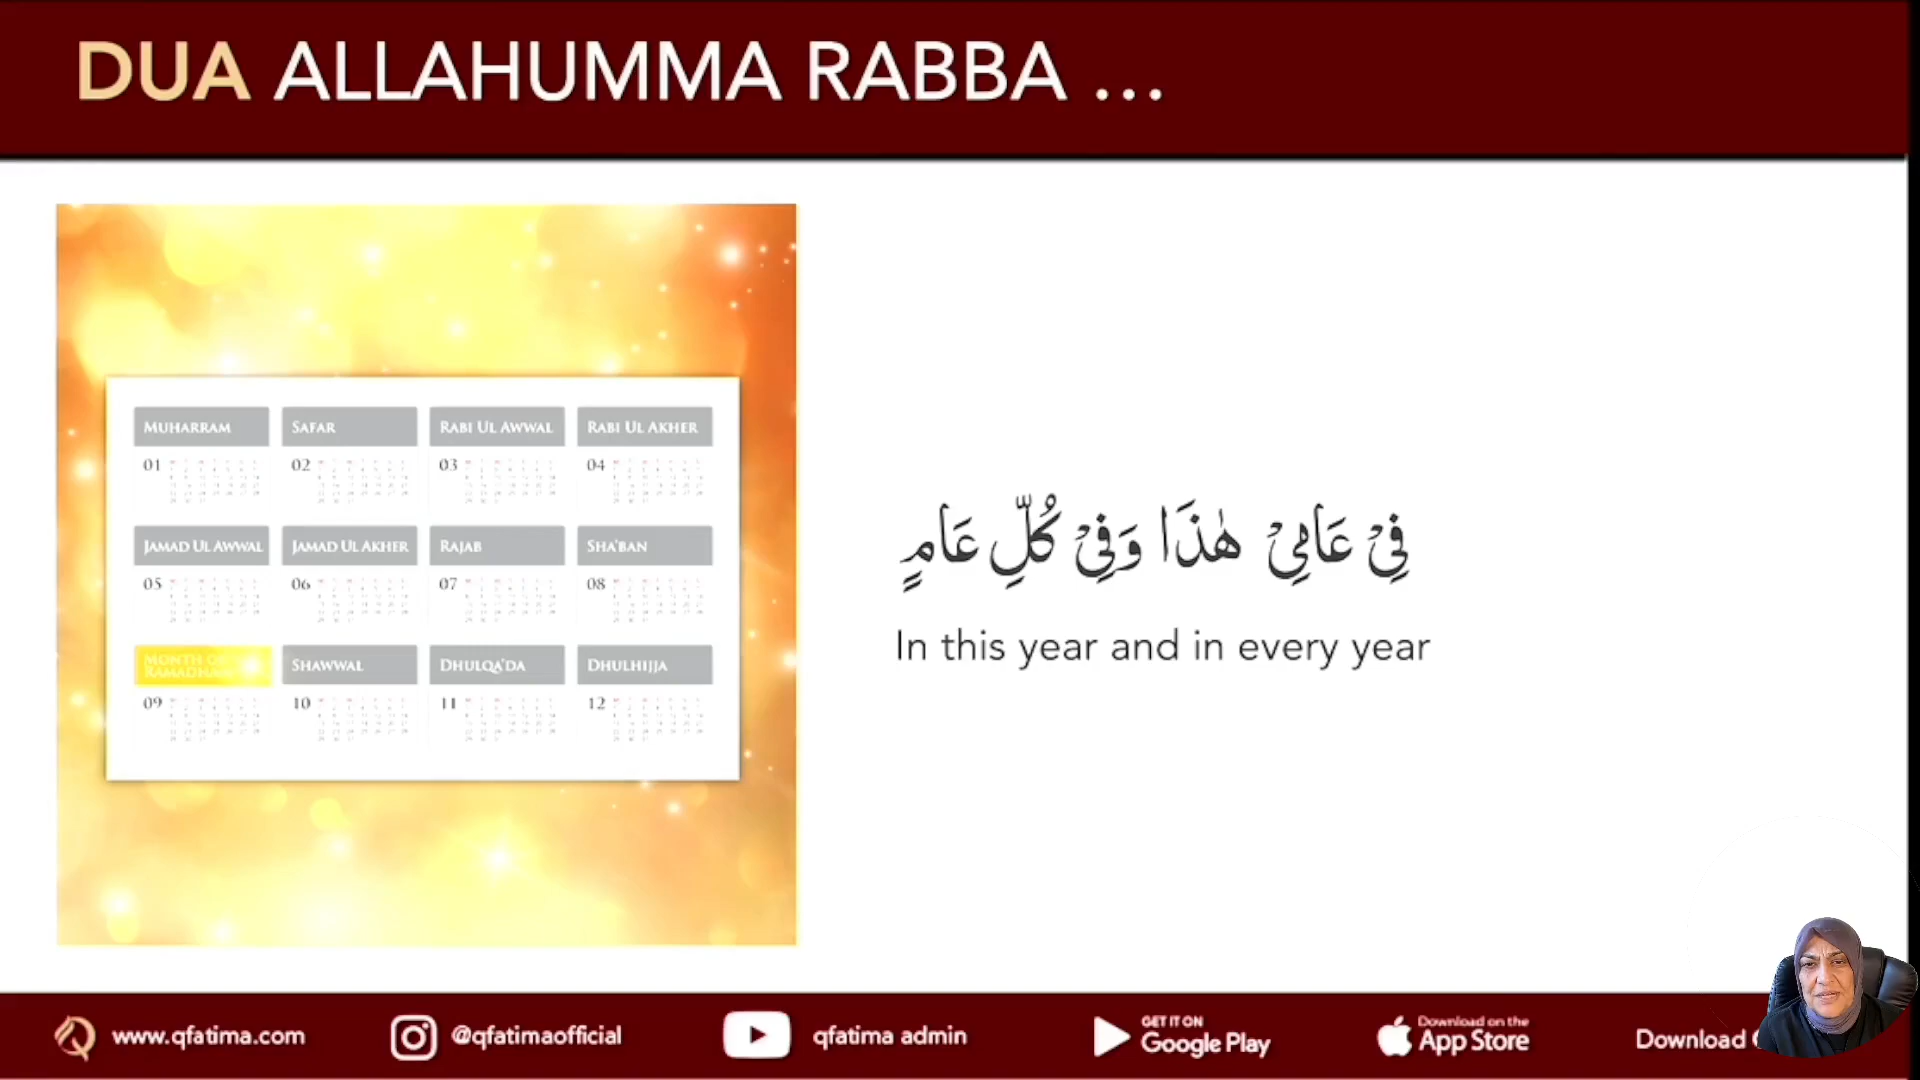 DUA ALLAHUMMA RABBA ...
MUHARRAM
01
SAFAR
02
RABI UL AWWAL
03
RABI UL AKHER
04
JAMAD UL AWWAL
05
JAMAD UL AKHER
06
RAJAB
07
SHA'BAN
08
MONTH OF
RAMADHAN
09
SHAWWAL
10
DHULQA'DA
11
DHULHIJJA
12
فِيْ عَامِيْ هٰذَا وَفِيْ كُلِّ عَامٍ
In this year and in every year
www.qfatima.com
@qfatimaofficial
qfatima admin
GET IT ON
Google Play
Download on the
App Store
Download